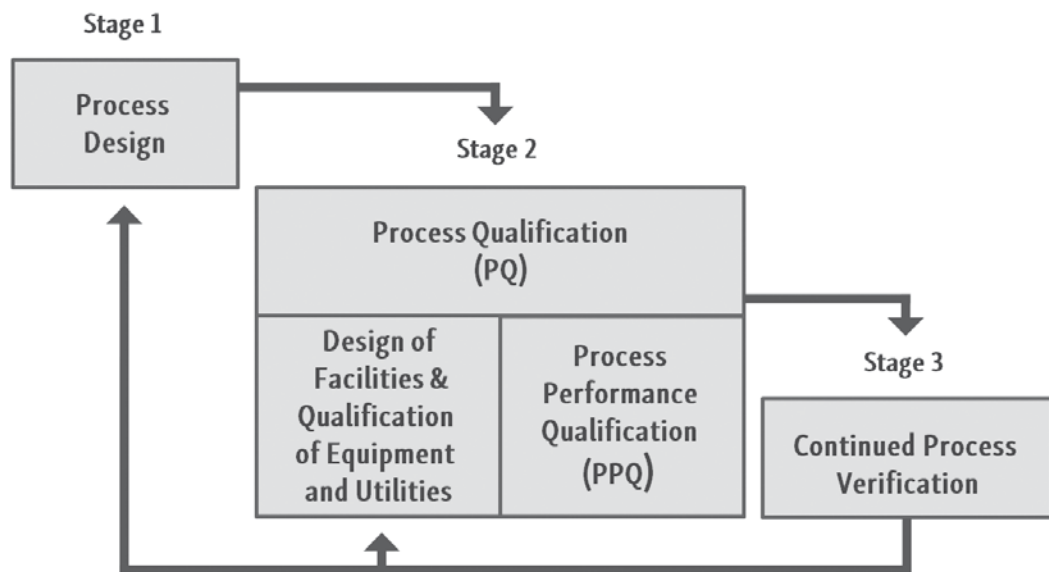 Stage 1
Process
Design
Stage 2
Process Qualification
(PQ)
Design of
Facilities &
Qualification
of Equipment
and Utilities
Process
Performance
Qualification
(PPQ)
Stage 3
Continued Process
Verification